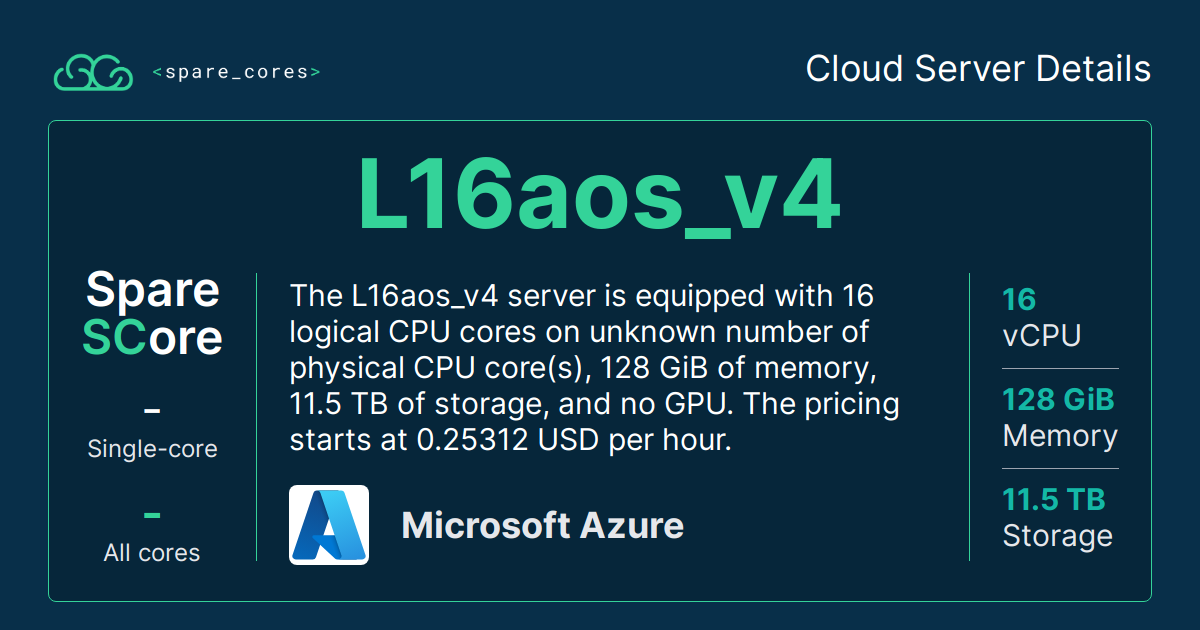 <spare_cores>
Cloud Server Details
L16aos_v4
Spare
SCore
–
Single-core
–
All cores
The L16aos_v4 server is equipped with 16
logical CPU cores on unknown number of
physical CPU core(s), 128 GiB of memory,
11.5 TB of storage, and no GPU. The pricing
starts at 0.25312 USD per hour.
Microsoft Azure
16
vCPU
128 GiB
Memory
11.5 TB
Storage